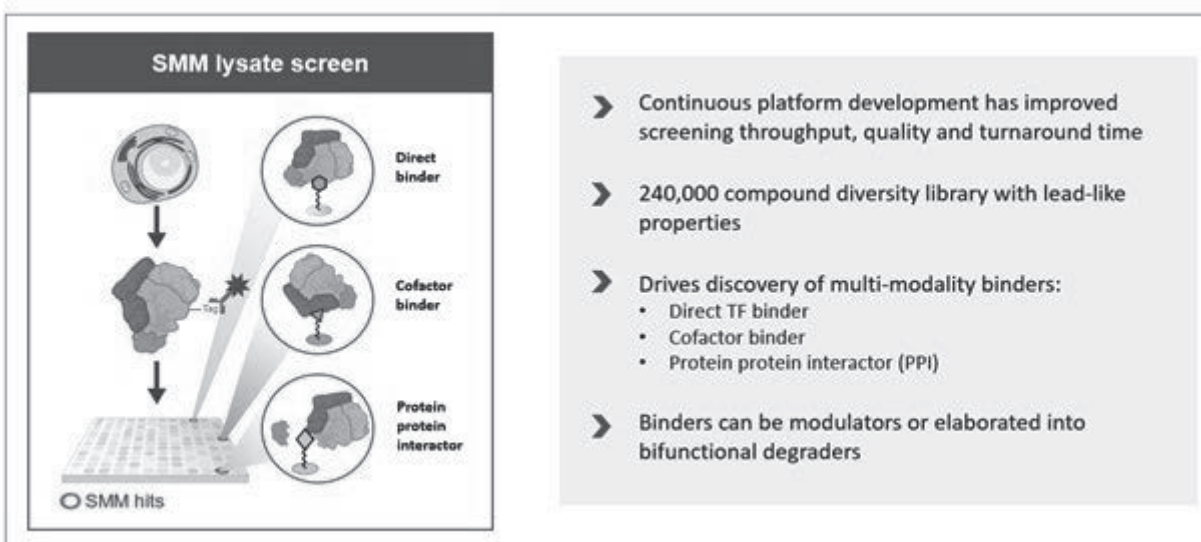 SMM lysate screen
Direct
binder
Tag
Cofactor
binder
Protein
protein
interactor
SMM hits
Continuous platform development has improved
screening throughput, quality and turnaround time
240,000 compound diversity library with lead-like
properties
Drives discovery of multi-modality binders:
• Direct TF binder
• Cofactor binder
• Protein protein interactor (PPI)
Binders can be modulators or elaborated into
bifunctional degraders